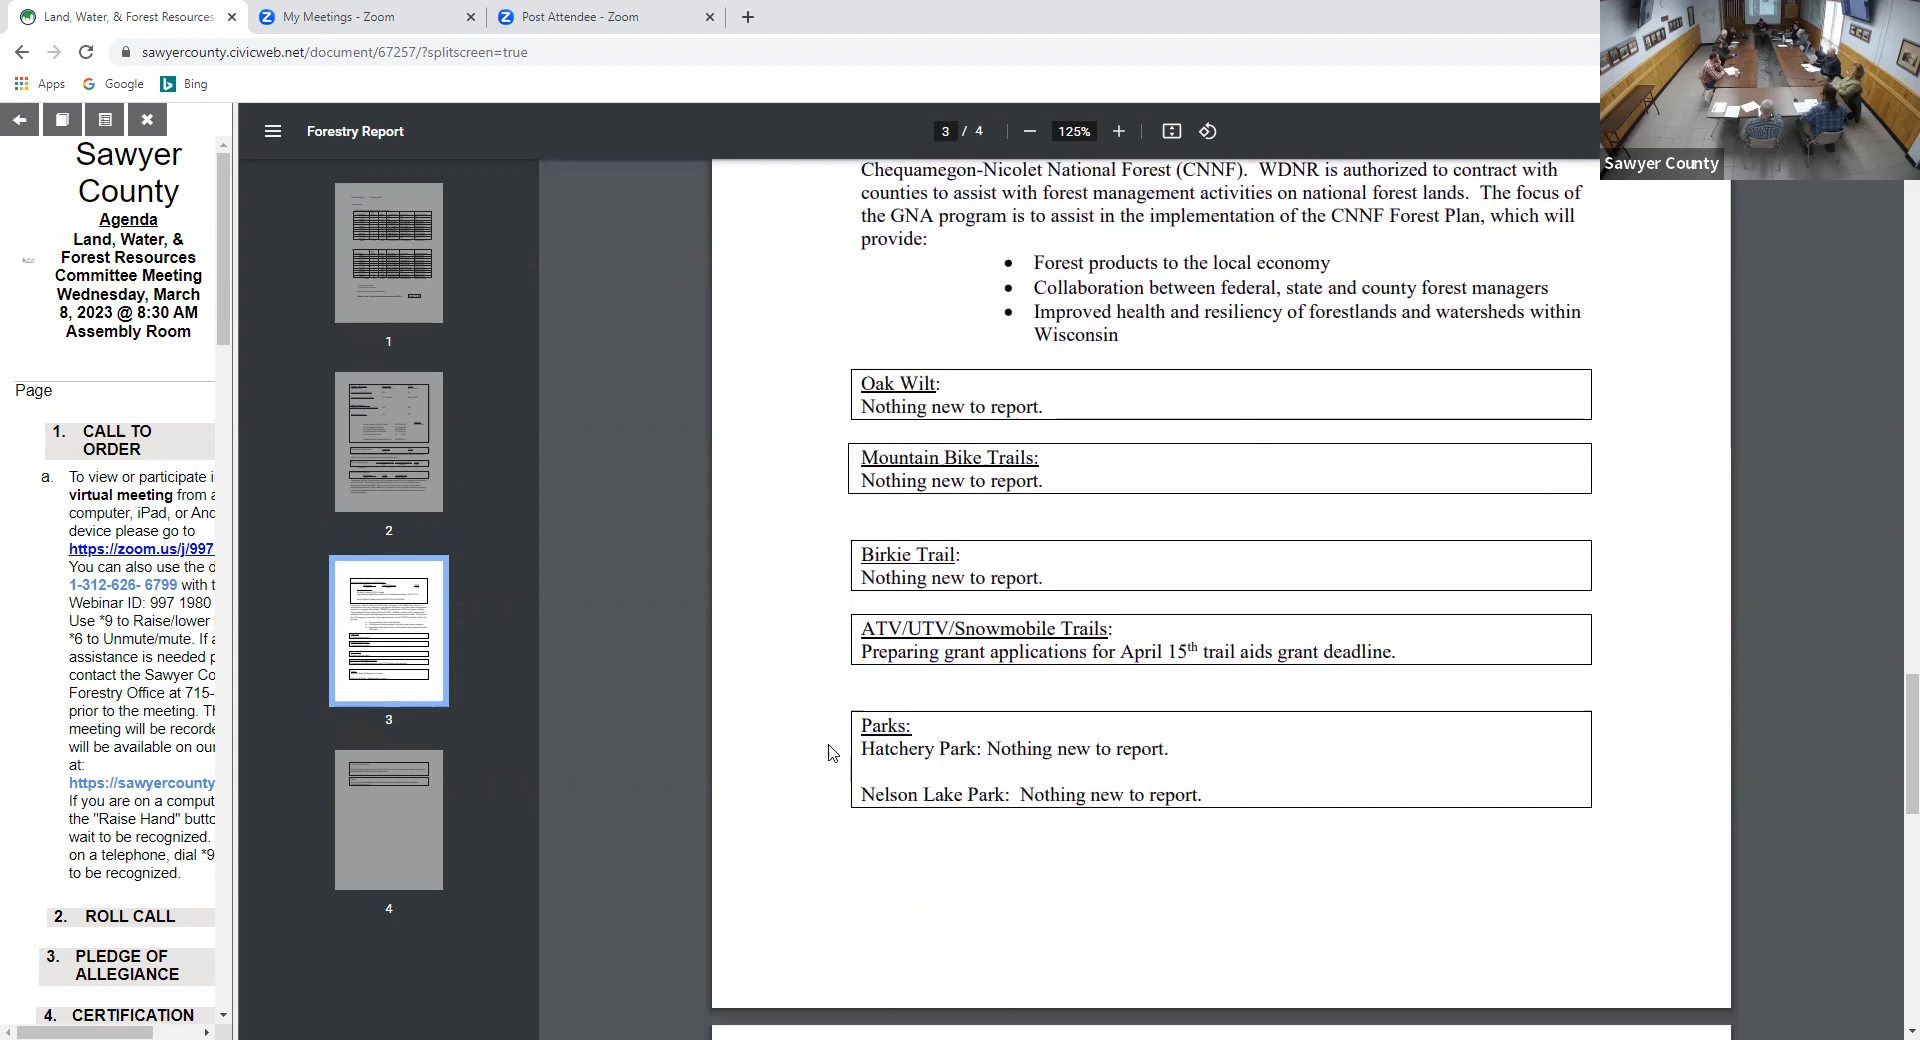 Land, Water, & Forest Resources
My Meetings - Zoom
Post Attendee - Zoom
sawyercounty.civicweb.net/document/67257/?splitscreen=true
Apps
Google
Bing
Sawyer
County
Agenda
Land, Water, &
Forest Resources
Committee Meeting
Wednesday, March
8, 2023 @ 8:30 AM
Assembly Room
Page
1. CALL TO
ORDER
a. To view or participate i
virtual meeting from a
computer, iPad, or And
device please go to
https://zoom.us/j/997
You can also use the d
1-312-626- 6799 with t
Webinar ID: 997 1980
Use *9 to Raise/lower
*6 to Unmute/mute. If a
assistance is needed p
contact the Sawyer Co
Forestry Office at 715-
prior to the meeting. Th
meeting will be recorde
will be available on our
at:
https://sawyercounty
If you are on a comput
the "Raise Hand" butto
wait to be recognized.
on a telephone, dial *9
to be recognized.
2. ROLL CALL
3. PLEDGE OF
ALLEGIANCE
4. CERTIFICATION
Forestry Report
3 / 4
125%
1
2
3
4
Chequamegon-Nicolet National Forest (CNNF). WDNR is authorized to contract with
counties to assist with forest management activities on national forest lands. The focus of
the GNA program is to assist in the implementation of the CNNF Forest Plan, which will
provide:
• Forest products to the local economy
• Collaboration between federal, state and county forest managers
• Improved health and resiliency of forestlands and watersheds within
Wisconsin
Oak Wilt:
Nothing new to report.
Mountain Bike Trails:
Nothing new to report.
Birkie Trail:
Nothing new to report.
ATV/UTV/Snowmobile Trails:
Preparing grant applications for April 15th trail aids grant deadline.
Parks:
Hatchery Park: Nothing new to report.
Nelson Lake Park: Nothing new to report.
Sawyer County